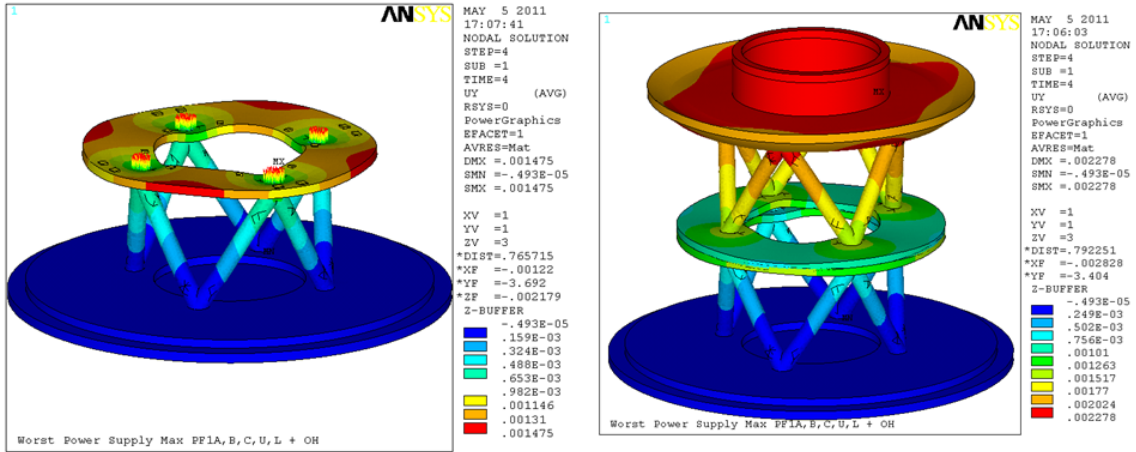 1
ANSYS
MAY 5 2011
17:07:41
NODAL SOLUTION
STEP=4
SUB =1
TIME=4
UY (AVG)
RSYS=0
PowerGraphics
EFACET=1
AVRES=Mat
DMX =.001475
SMN =-.493E-05
SMX =.001475
XV =1
YV =1
ZV =3
*DIST=.765715
*XF =-.00122
*YF =-3.692
*ZF =-.002179
Z-BUFFER
-.493E-05
.159E-03
.324E-03
.488E-03
.653E-03
.982E-03
.001146
.00131
.001475
MX
Worst Power Supply Max PF1A,B,C,U,L + OH
1
ANSYS
MAY 5 2011
17:06:03
NODAL SOLUTION
STEP=4
SUB =1
TIME=4
UY (AVG)
RSYS=0
PowerGraphics
EFACET=1
AVRES=Mat
DMX =.002278
SMN =-.493E-05
SMX =.002278
XV =1
YV =1
ZV =3
*DIST=.792251
*XF =-.002828
*YF =-3.404
Z-BUFFER
-.493E-05
.249E-03
.502E-03
.756E-03
.00101
.001263
.001517
.00177
.002024
.002278
MX
Worst Power Supply Max PF1A,B,C,U,L + OH